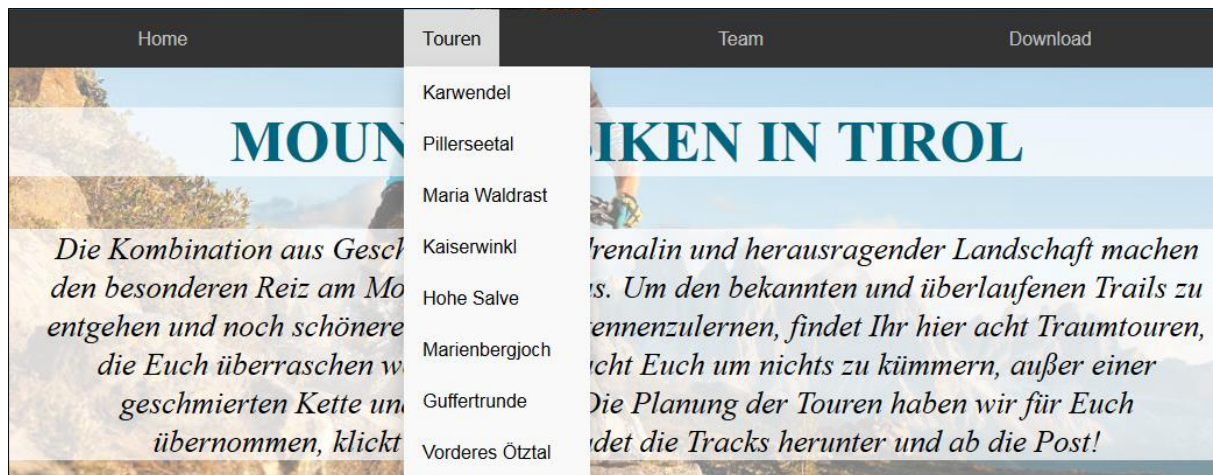 Home Touren Team Download
Karwendel
Pillerseetal
Maria Waldrast
Kaiserwinkl
Hohe Salve
Marienbergjoch
Guffertrunde
Vorderes Ötztal
MOUN IKEN IN TIROL
Die Kombination aus Gesch renalin und herausragender Landschaft machen
den besonderen Reiz am Mo s. Um den bekannten und überlaufenen Trails zu
entgehen und noch schönere ennenzulernen, findet Ihr hier acht Traumtouren,
die Euch überraschen w cht Euch um nichts zu kümmern, außer einer
geschmierten Kette un Die Planung der Touren haben wir für Euch
übernommen, klickt det die Tracks herunter und ab die Post!